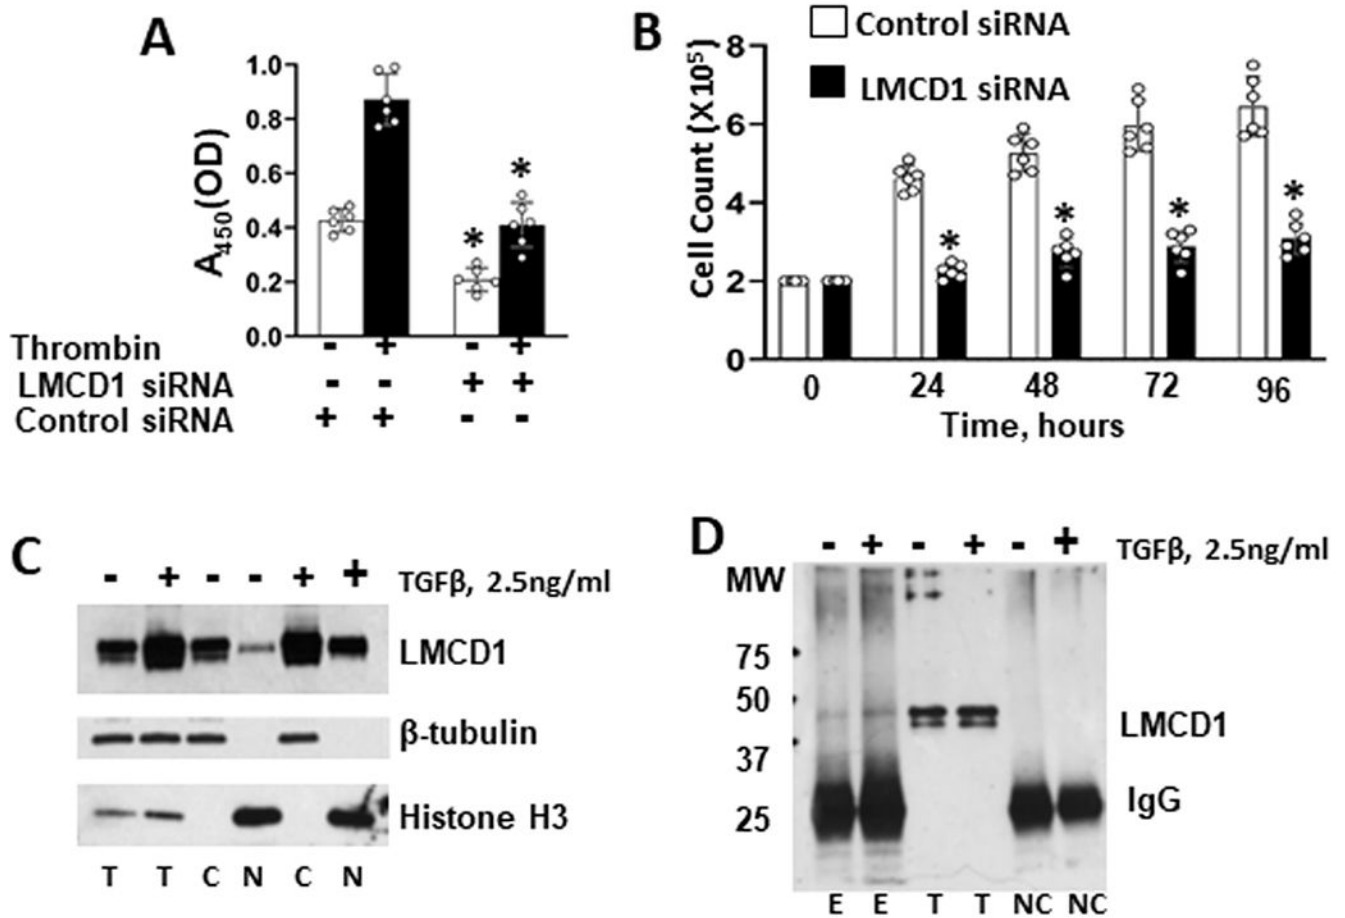 A
A450(OD)
1.0
0.8
0.6
0.4
0.2
0.0
* *
Thrombin - + - +
LMCD1 siRNA - - + +
Control siRNA + + - -
B
Control siRNA
LMCD1 siRNA
Cell Count (X10⁵)
8
6
4
2
0
* * * *
0 24 48 72 96
Time, hours
C
- + - - + + TGFβ, 2.5ng/ml
LMCD1
β-tubulin
Histone H3
T T C N C N
D
- + - + - + TGFβ, 2.5ng/ml
MW
75
50
37
25
LMCD1
IgG
E E T T NC NC